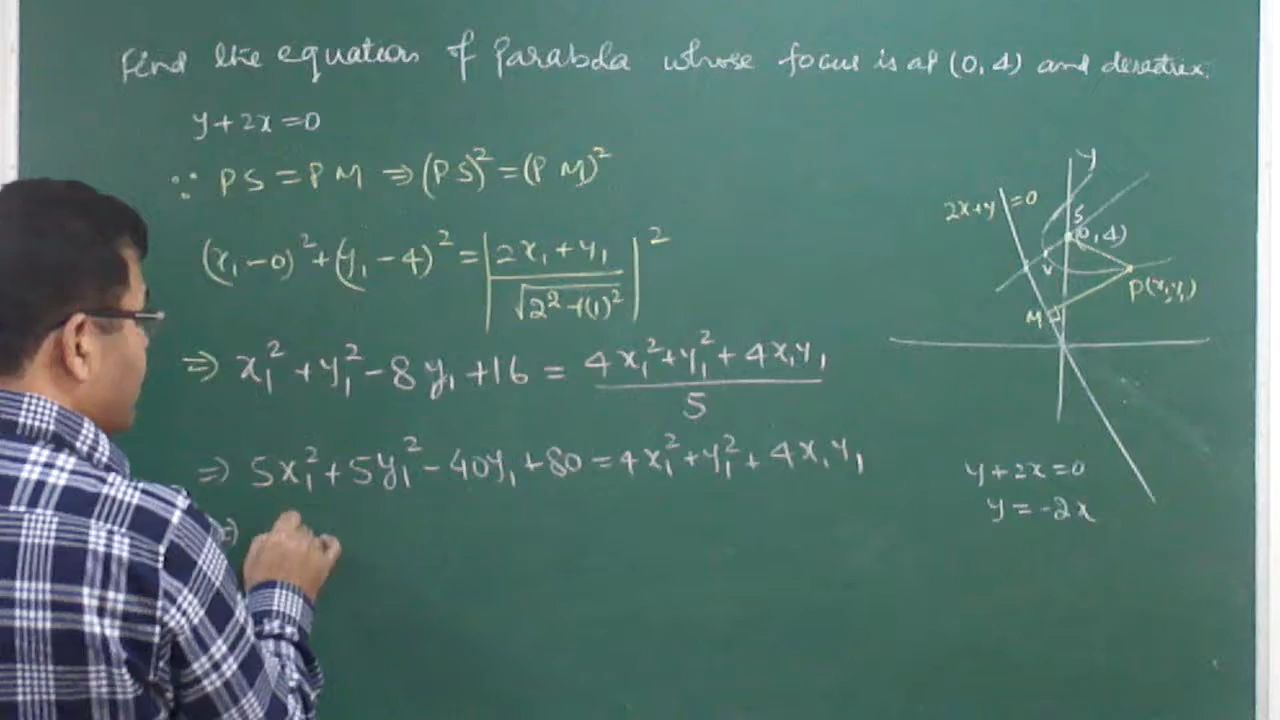 Find the equation of Parabola whose focus is at (0, 4) and directrix
y + 2x = 0
∵ PS = PM ⇒ (PS)² = (PM)²
(x₁ - 0)² + (y₁ - 4)² = |2x₁ + y₁ / √2² + (1)²|²
⇒ x₁² + y₁² - 8y₁ + 16 = 4x₁² + y₁² + 4x₁y₁ / 5
⇒ 5x₁² + 5y₁² - 40y₁ + 80 = 4x₁² + y₁² + 4x₁y₁
⇒
y
2x + y = 0
S
(0, 4)
V
P(x₁, y₁)
M
y + 2x = 0
y = -2x